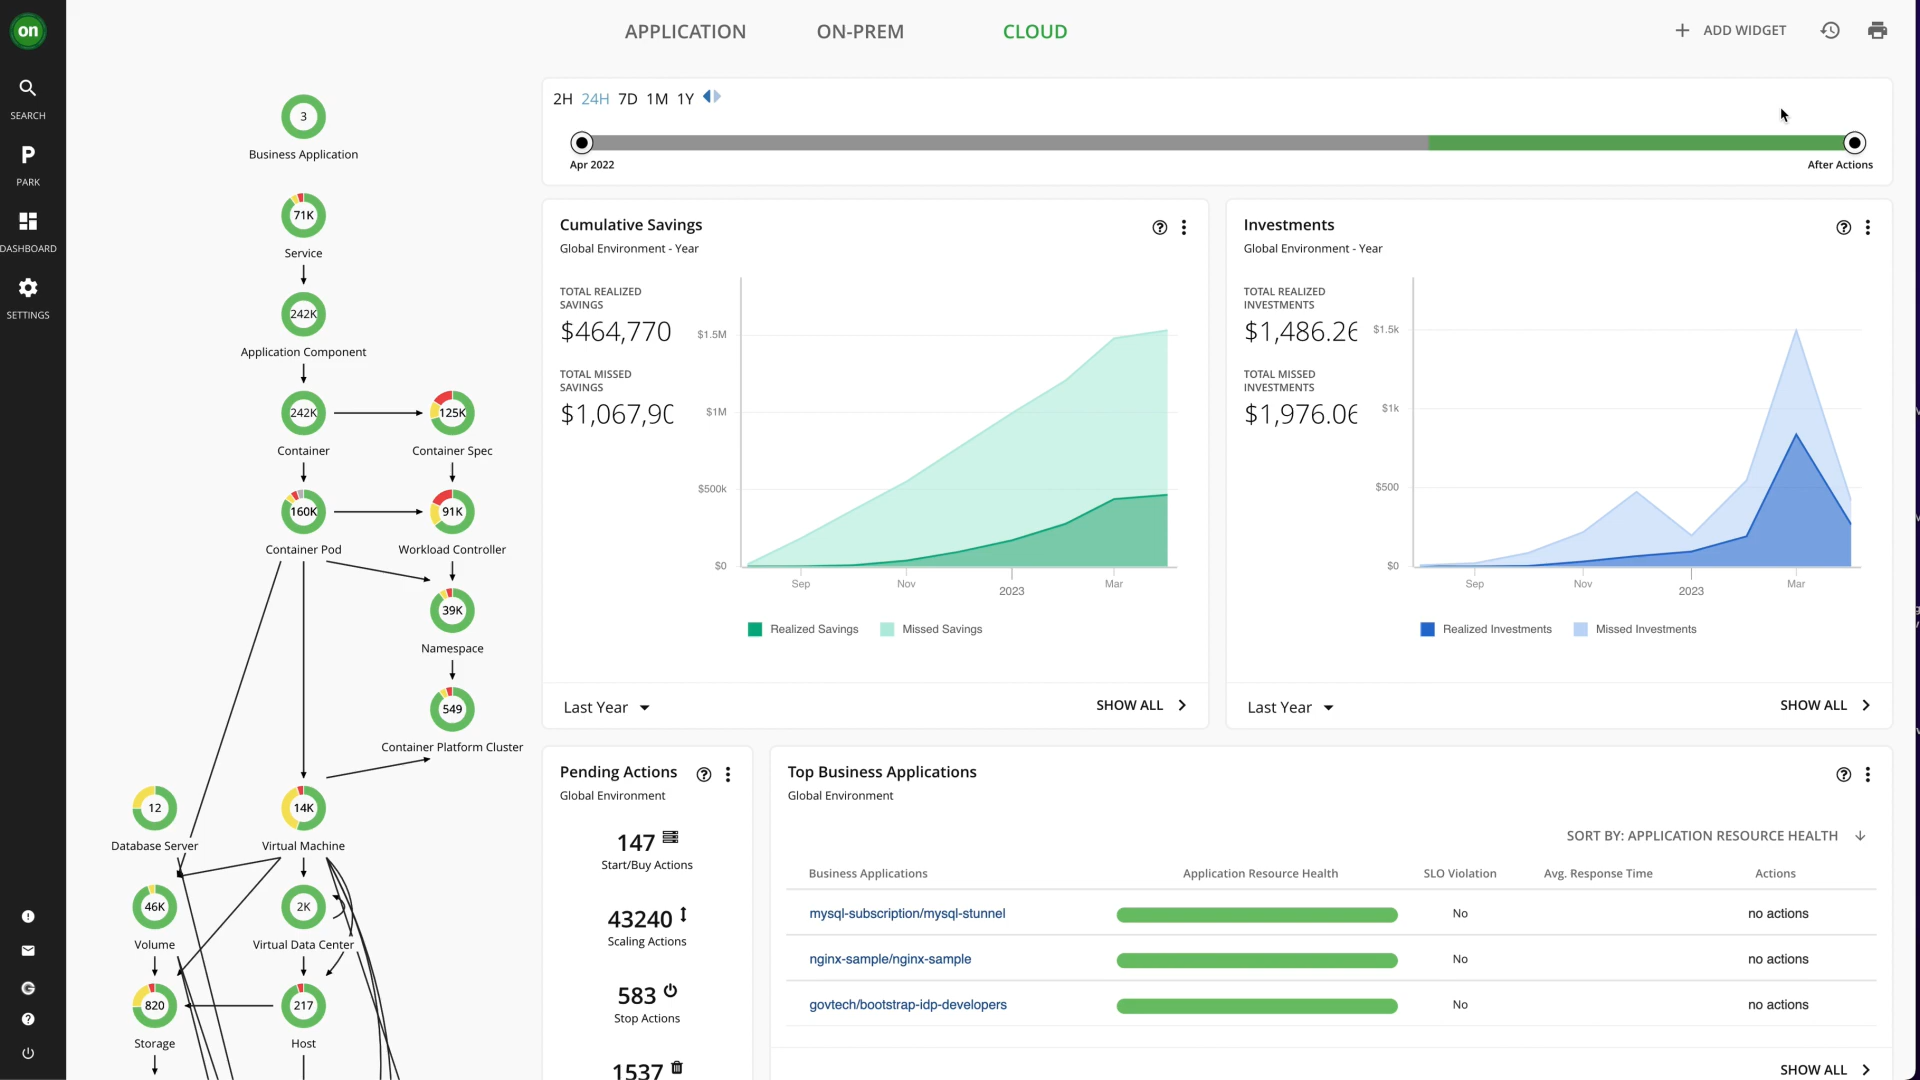 on
APPLICATION
ON-PREM
CLOUD
ADD WIDGET
SEARCH
P
PARK
DASHBOARD
SETTINGS
3
Business Application
71K
Service
242K
Application Component
242K
Container
125K
Container Spec
160K
Container Pod
91K
Workload Controller
39K
Namespace
549
Container Platform Cluster
12
Database Server
14K
Virtual Machine
46K
Volume
2K
Virtual Data Center
820
Storage
217
Host
2H 24H 7D 1M 1Y
Apr 2022
After Actions
Cumulative Savings
Global Environment - Year
TOTAL REALIZED
SAVINGS
$464,770
TOTAL MISSED
SAVINGS
$1,067,90
$1.5M
$1M
$500k
$0
Sep
Nov
2023
Mar
Realized Savings
Missed Savings
Last Year
SHOW ALL
Investments
Global Environment - Year
TOTAL REALIZED
INVESTMENTS
$1,486.26
TOTAL MISSED
INVESTMENTS
$1,976.06
$1.5k
$1k
$500
$0
Sep
Nov
2023
Mar
Realized Investments
Missed Investments
Last Year
SHOW ALL
Pending Actions
Global Environment
147
Start/Buy Actions
43240
Scaling Actions
583
Stop Actions
1537
Top Business Applications
Global Environment
SORT BY: APPLICATION RESOURCE HEALTH
Business Applications
Application Resource Health
SLO Violation
Avg. Response Time
Actions
mysql-subscription/mysql-stunnel
No
no actions
nginx-sample/nginx-sample
No
no actions
govtech/bootstrap-idp-developers
No
no actions
SHOW ALL